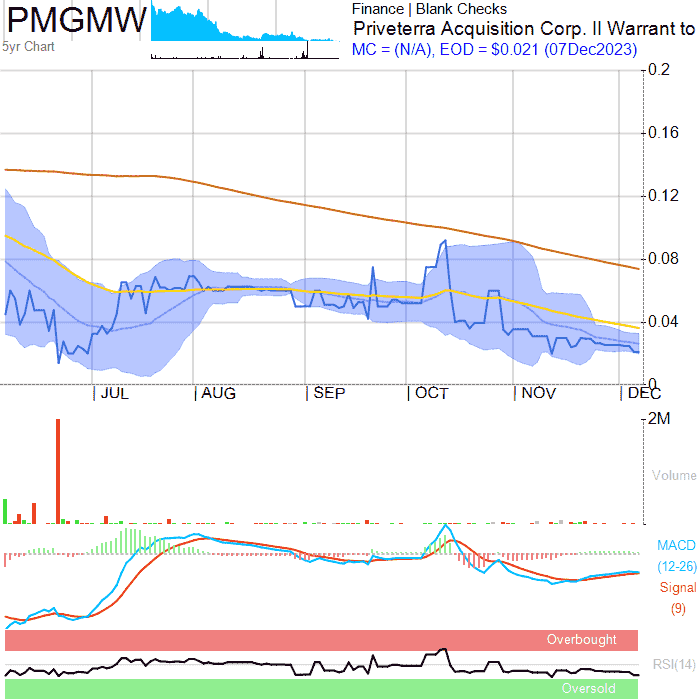 PMGMW
5yr Chart
Finance | Blank Checks
Priveterra Acquisition Corp. II Warrant to
MC = (N/A), EOD = $0.021 (07Dec2023)
0.2
0.16
0.12
0.08
0.04
0
JUL AUG SEP OCT NOV DEC
2M
Volume
MACD
(12-26)
Signal
(9)
Overbought
RSI(14)
Oversold